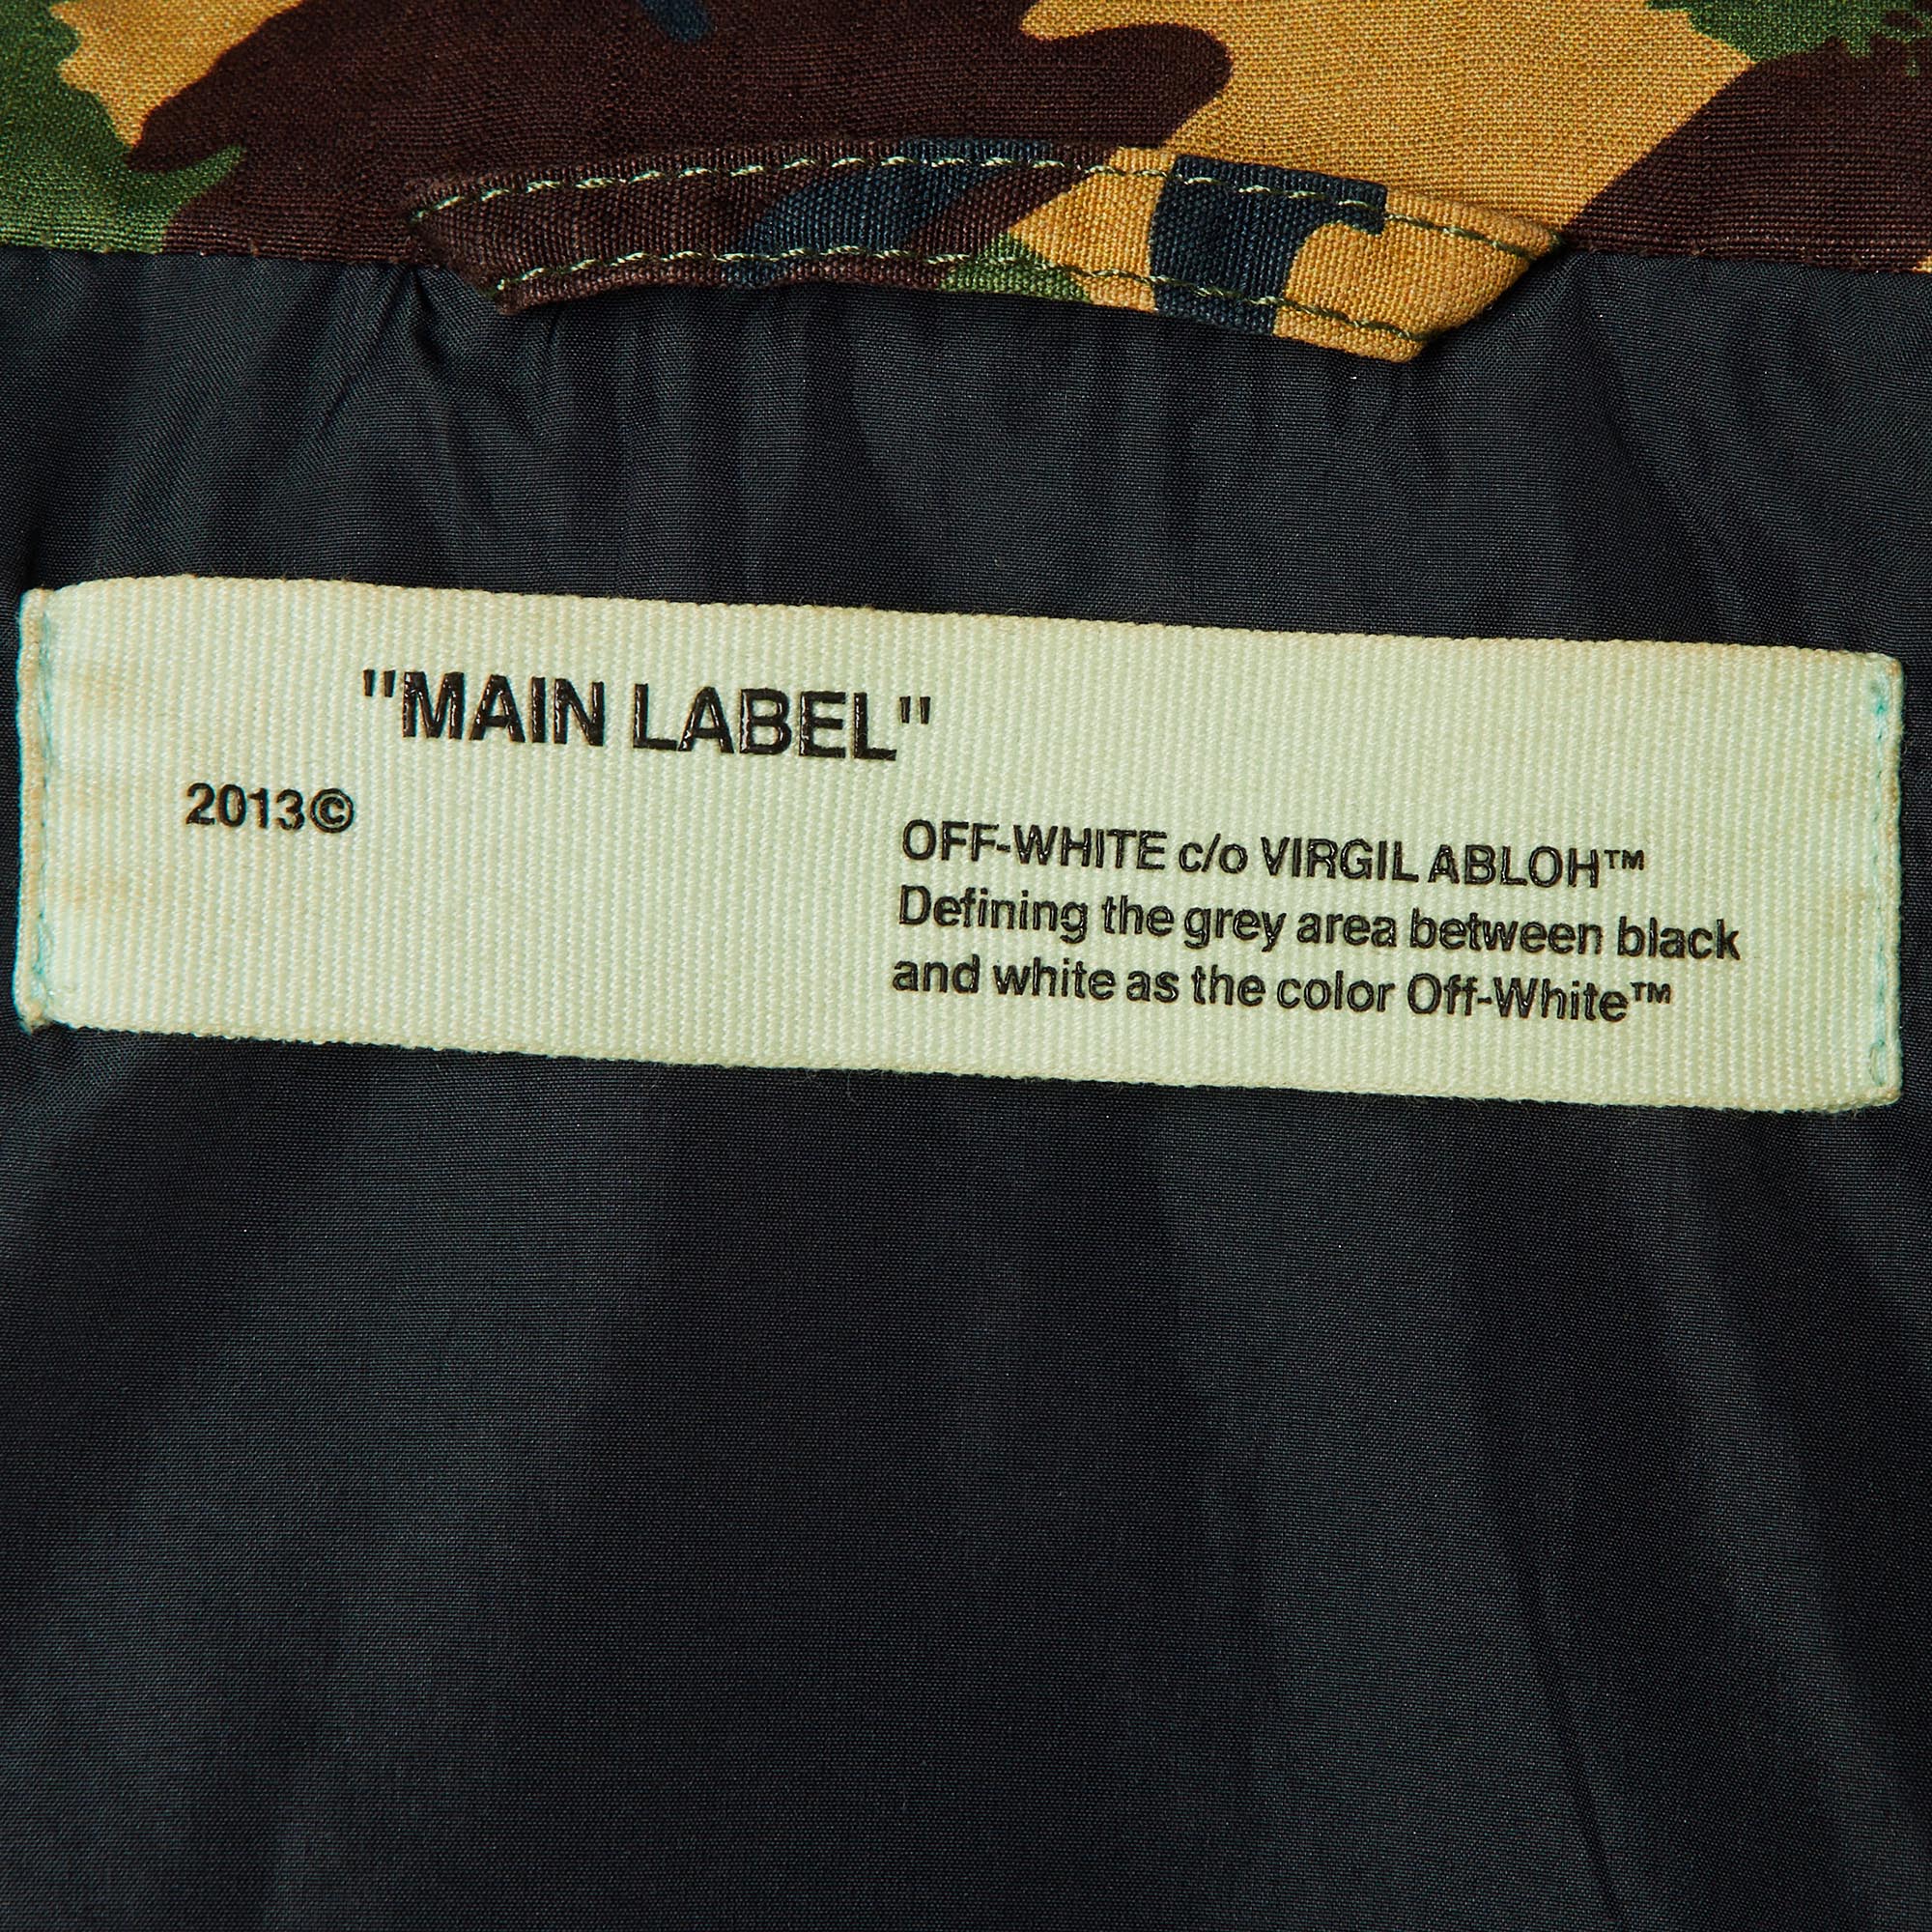 "MAIN LABEL"
2013©
OFF-WHITE c/o VIRGIL ABLOH™
Defining the grey area between black
and white as the color Off-White™